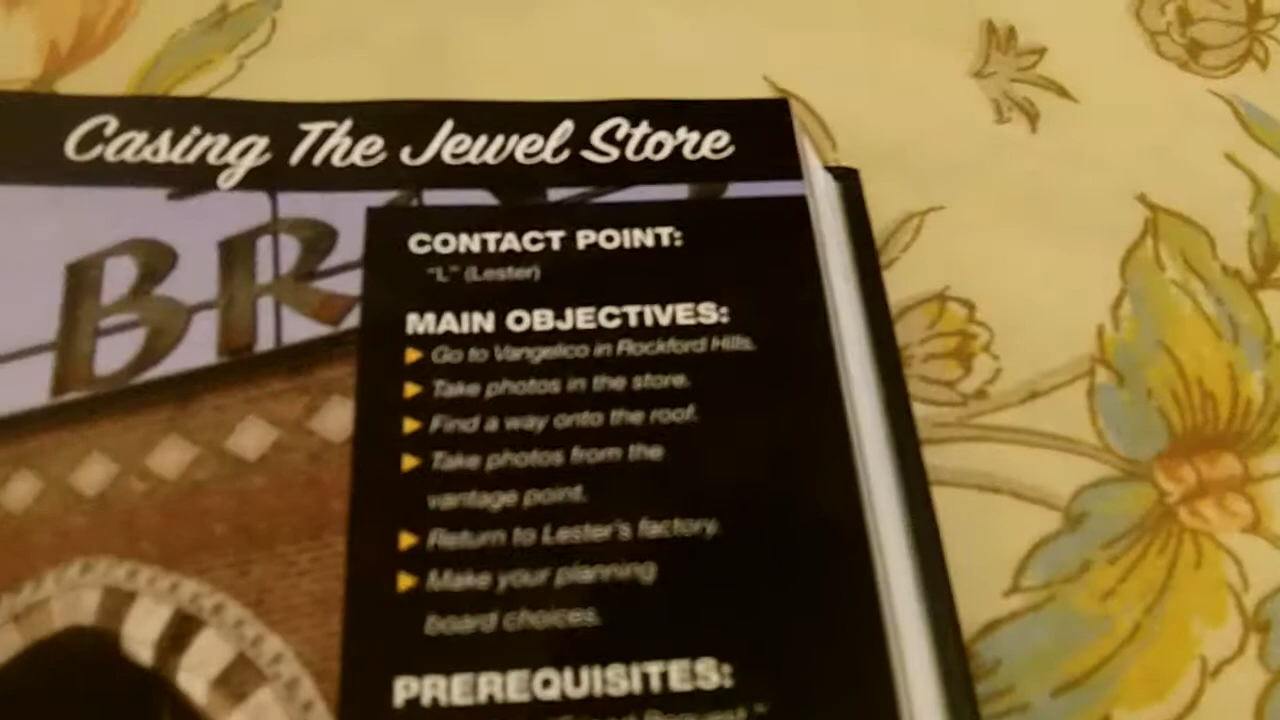 Casing The Jewel Store
BR
CONTACT POINT:
"L" (Lester)
MAIN OBJECTIVES:
Go to Vangelico in Rockford Hills.
Take photos in the store.
Find a way onto the roof.
Take photos from the
vantage point.
Return to Lester's factory.
Make your planning
board choices.
PREREQUISITES:
Request"